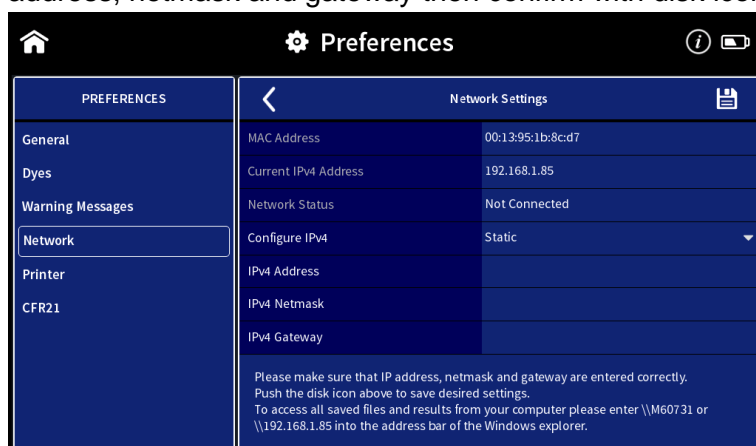 address, netmask and gateway then confirm with disk icon
Preferences
PREFERENCES
General
Dyes
Warning Messages
Network
Printer
CFR21
Network Settings
MAC Address 00:13:95:1b:8c:d7
Current IPv4 Address 192.168.1.85
Network Status Not Connected
Configure IPv4 Static
IPv4 Address
IPv4 Netmask
IPv4 Gateway
Please make sure that IP address, netmask and gateway are entered correctly.
Push the disk icon above to save desired settings.
To access all saved files and results from your computer please enter \\M60731 or
\\192.168.1.85 into the address bar of the Windows explorer.